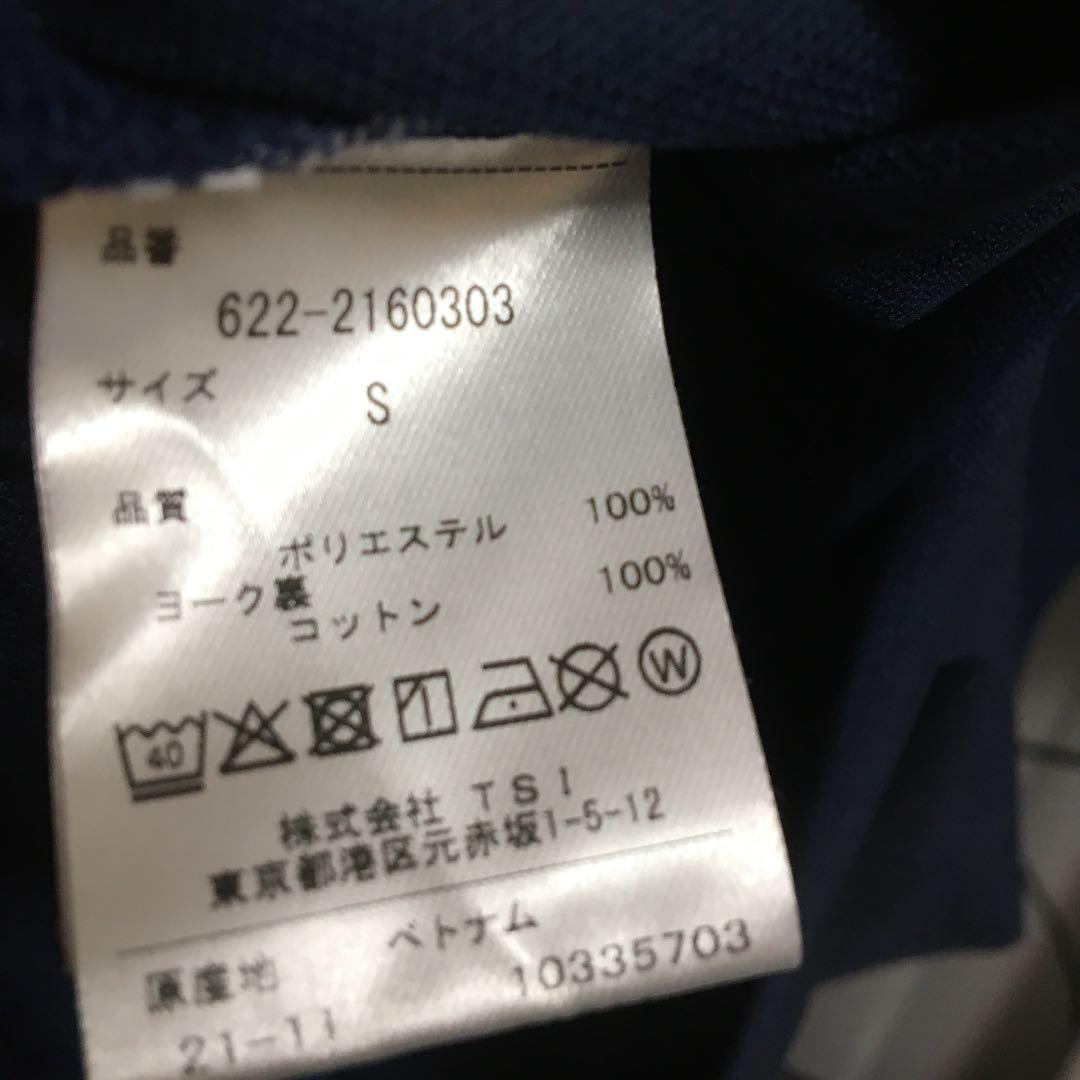 品番
622-2160303
サイズ S
品質
ポリエステル 100%
ヨーク裏
コットン 100%
40
W
株式会社 TSI
東京都港区元赤坂1-5-12
ベトナム
原産地 10335703
21-11